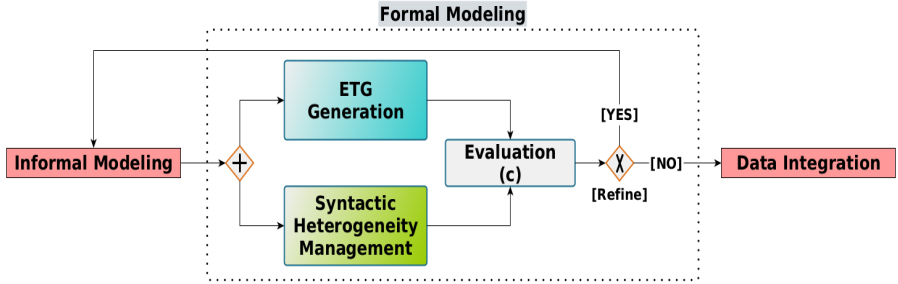 Formal Modeling
ETG
Generation
[YES]
Informal Modeling
+
Evaluation
(c)
X
[NO]
Data Integration
[Refine]
Syntactic
Heterogeneity
Management